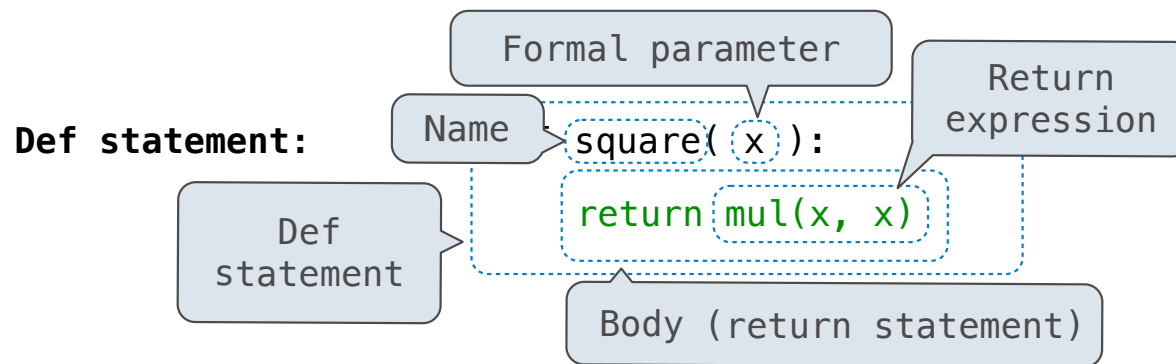 Formal parameter
Return
expression
Def statement:
Name
square( x ):
Def
statement
return mul(x, x)
Body (return statement)